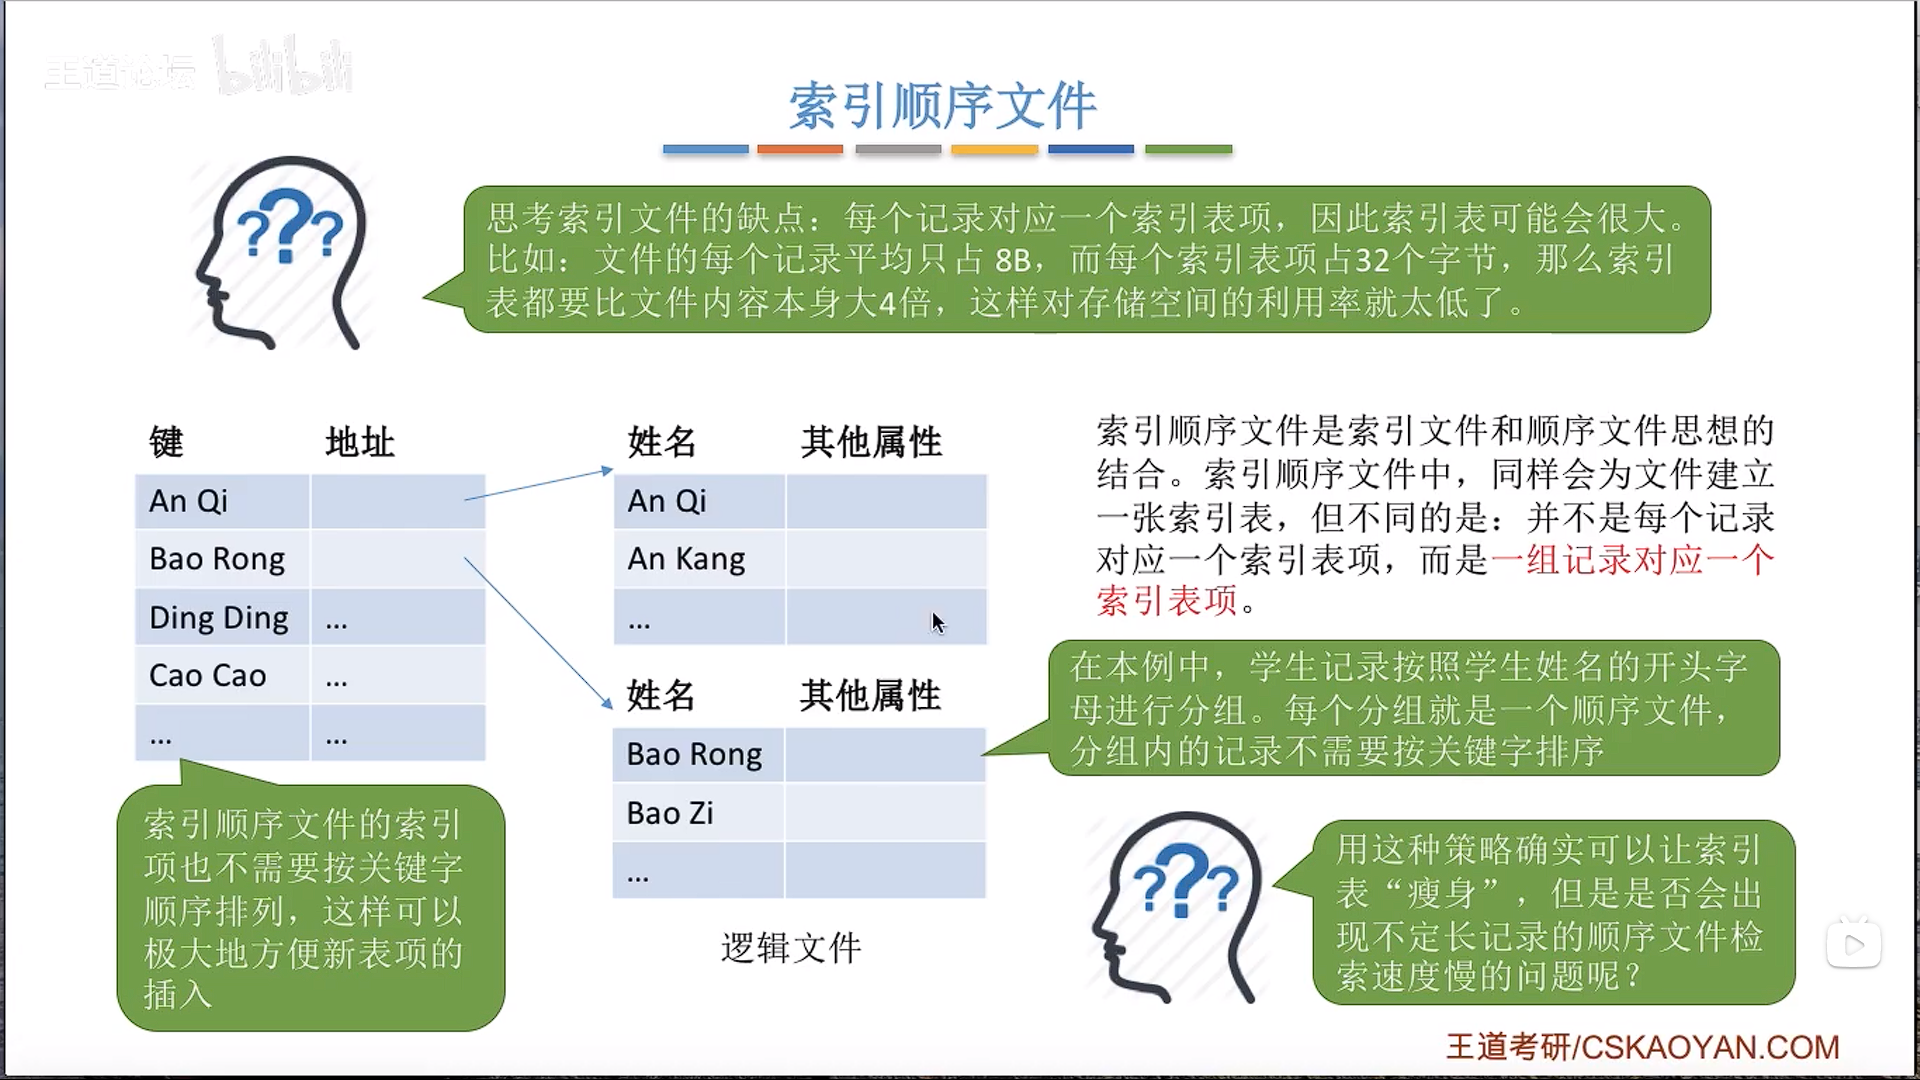 王道论坛 bilibili
索引顺序文件
???
思考索引文件的缺点：每个记录对应一个索引表项，因此索引表可能会很大。
比如：文件的每个记录平均只占 8B，而每个索引表项占32个字节，那么索引
表都要比文件内容本身大4倍，这样对存储空间的利用率就太低了。
键 地址
An Qi
Bao Rong
Ding Ding ...
Cao Cao ...
... ...
姓名 其他属性
An Qi
An Kang
...
姓名 其他属性
Bao Rong
Bao Zi
...
逻辑文件
索引顺序文件是索引文件和顺序文件思想的
结合。索引顺序文件中，同样会为文件建立
一张索引表，但不同的是：并不是每个记录
对应一个索引表项，而是一组记录对应一个
索引表项。
在本例中，学生记录按照学生姓名的开头字
母进行分组。每个分组就是一个顺序文件，
分组内的记录不需要按关键字排序
索引顺序文件的索引
项也不需要按关键字
顺序排列，这样可以
极大地方便新表项的
插入
???
用这种策略确实可以让索引
表“瘦身”，但是是否会出
现不定长记录的顺序文件检
索速度慢的问题呢？
王道考研/CSKAOYAN.COM